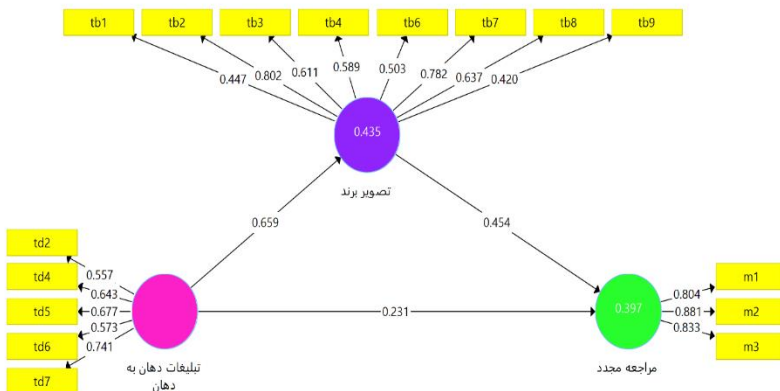 tb1 tb2 tb3 tb4 tb6 tb7 tb8 tb9
0.447 0.802 0.611 0.589 0.503 0.782 0.637 0.420
0.435
تصویر برند
0.659
0.454
td2
td4
td5
td6
td7
0.557
0.643
0.677
0.573
0.741
تبلیغات دهان به
دهان
0.231
0.397
مراجعه مجدد
0.804
0.881
0.833
m1
m2
m3